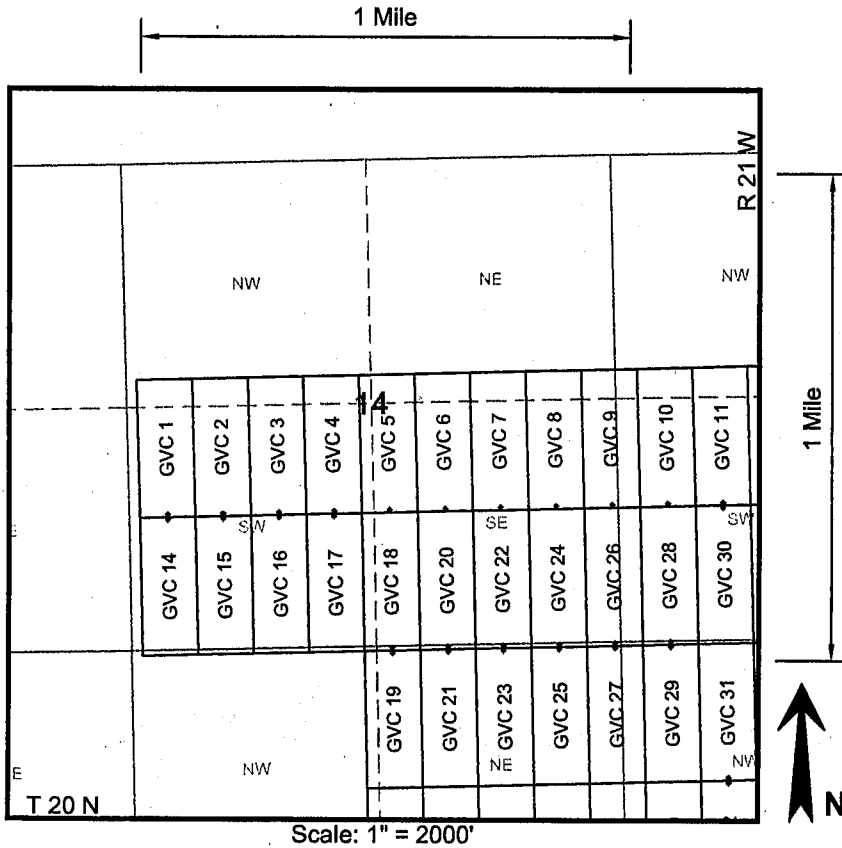 1 Mile
R 21 W
NW
NE
NW
1 Mile
14
GVC 1
GVC 2
GVC 3
GVC 4
GVC 5
GVC 6
GVC 7
GVC 8
GVC 9
GVC 10
GVC 11
E
SW
SE
SW
GVC 14
GVC 15
GVC 16
GVC 17
GVC 18
GVC 20
GVC 22
GVC 24
GVC 26
GVC 28
GVC 30
GVC 19
GVC 21
GVC 23
GVC 25
GVC 27
GVC 29
GVC 31
E
NW
NE
NW
T 20 N
N
Scale: 1" = 2000'